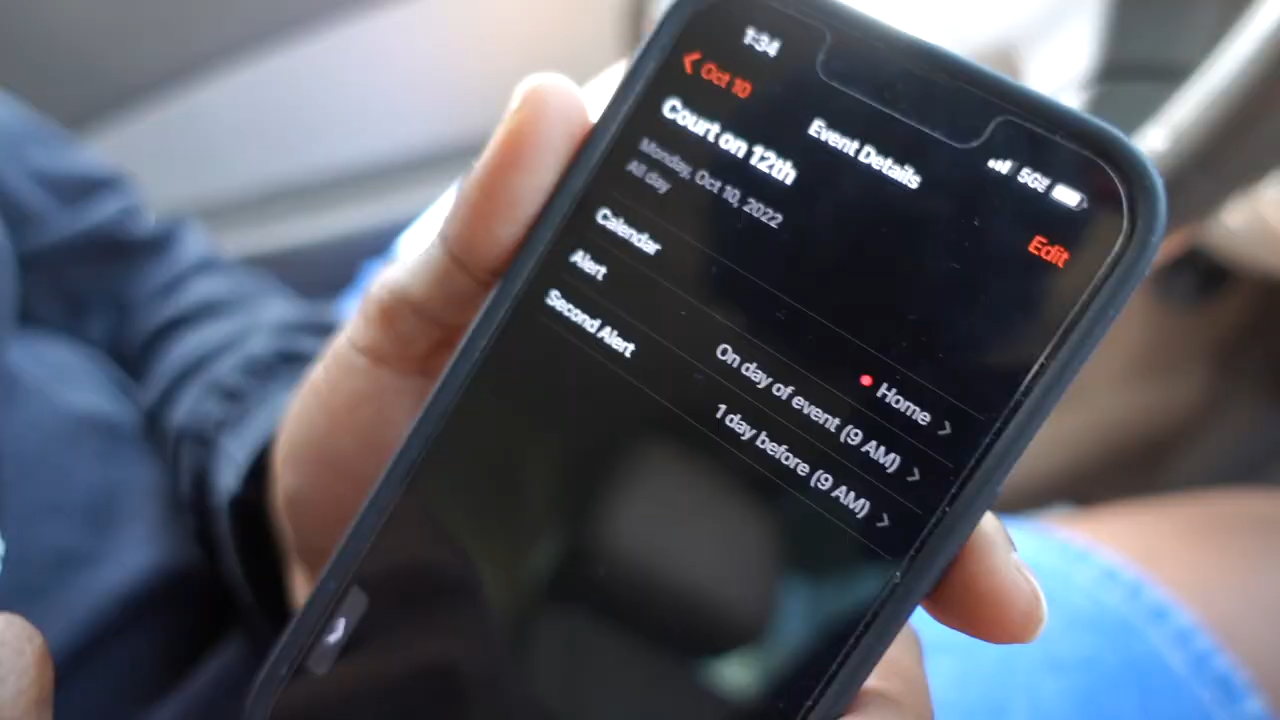 1:34
5GE
< Oct 10
Event Details
Edit
Court on 12th
Monday, Oct 10, 2022
All day
Calendar
Home >
Alert
On day of event (9 AM) >
Second Alert
1 day before (9 AM) >